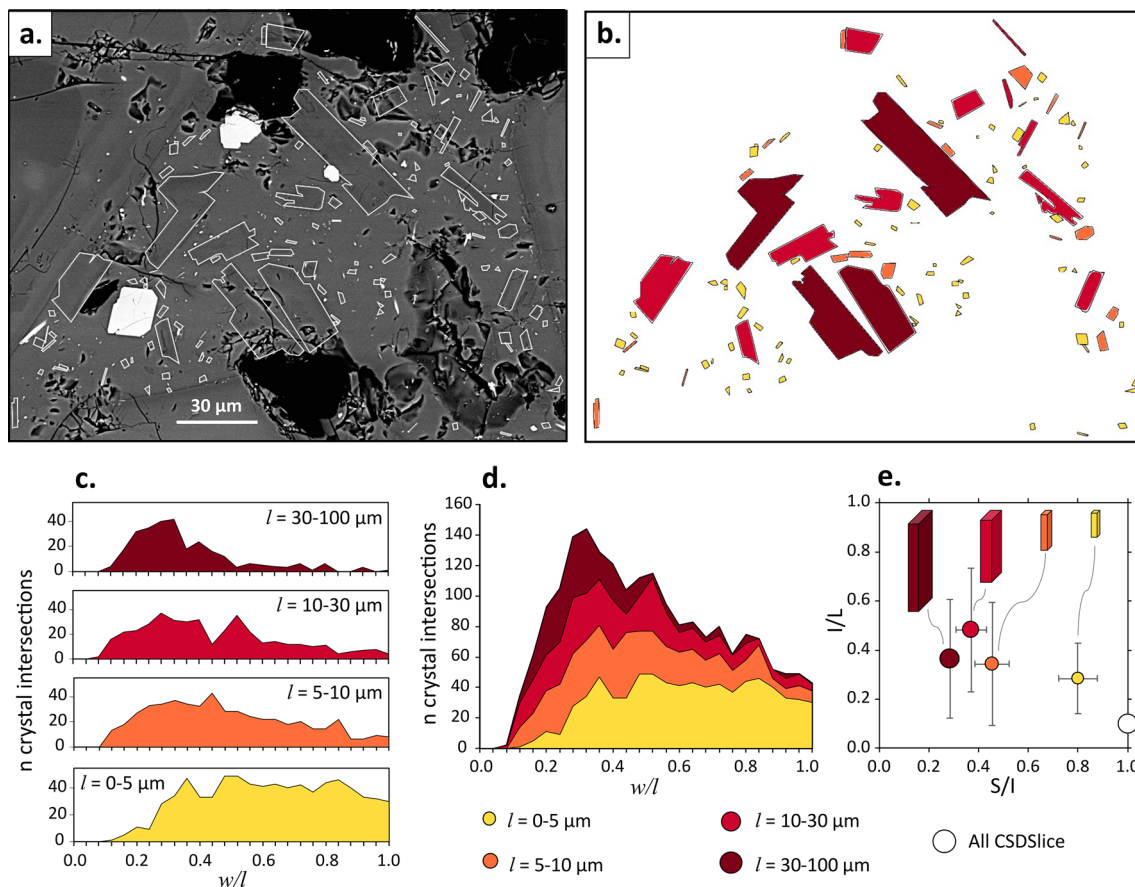 a.
30 µm
b.
c.
n crystal intersections
l = 30-100 µm
40
20
0
l = 10-30 µm
40
20
0
l = 5-10 µm
40
20
0
l = 0-5 µm
40
20
0
0.0 0.2 0.4 0.6 0.8 1.0
w/l
d.
n crystal intersections
160
140
120
100
80
60
40
20
0
0.0 0.2 0.4 0.6 0.8 1.0
w/l
e.
I/L
1.0
0.8
0.6
0.4
0.2
0.0
0.0 0.2 0.4 0.6 0.8 1.0
S/I
l = 0-5 µm
l = 5-10 µm
l = 10-30 µm
l = 30-100 µm
All CSDSlice